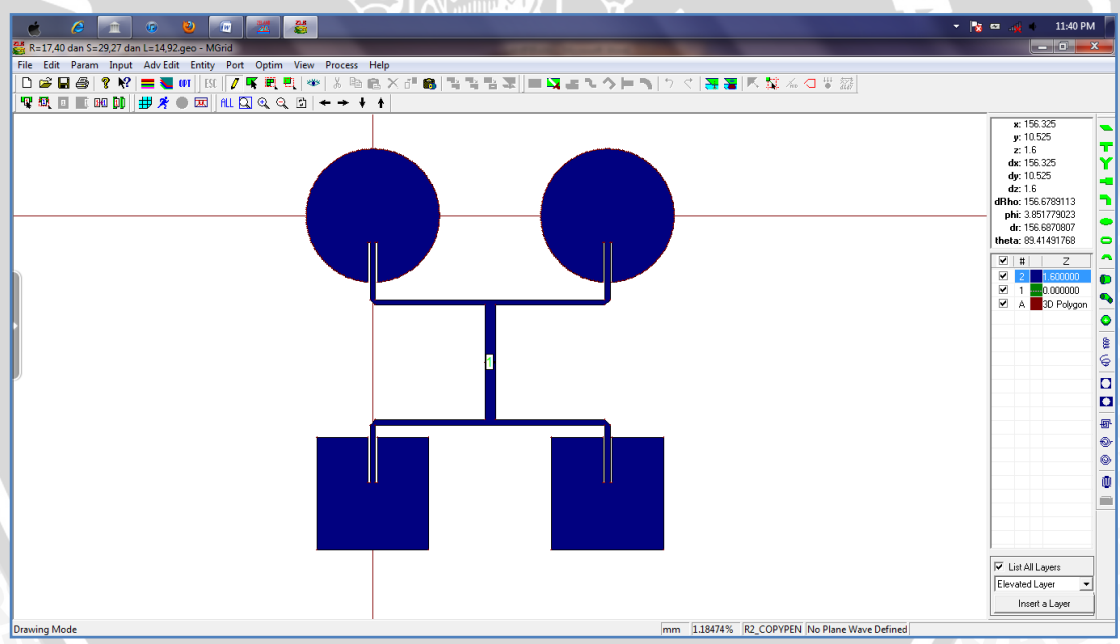 11:40 PM
R=17,40 dan S=29,27 dan L=14,92.geo - MGrid
File Edit Param Input Adv Edit Entity Port Optim View Process Help
ESC
ALL
x: 156.325
y: 10.525
z: 1.6
dx: 156.325
dy: 10.525
dz: 1.6
dRho: 156.6789113
phi: 3.851779023
dr: 156.6870807
theta: 89.41491768
# Z
2 1.600000
1 0.000000
A 3D Polygon
1
List All Layers
Elevated Layer
Insert a Layer
Drawing Mode
mm 1.18474% R2_COPYPEN No Plane Wave Defined